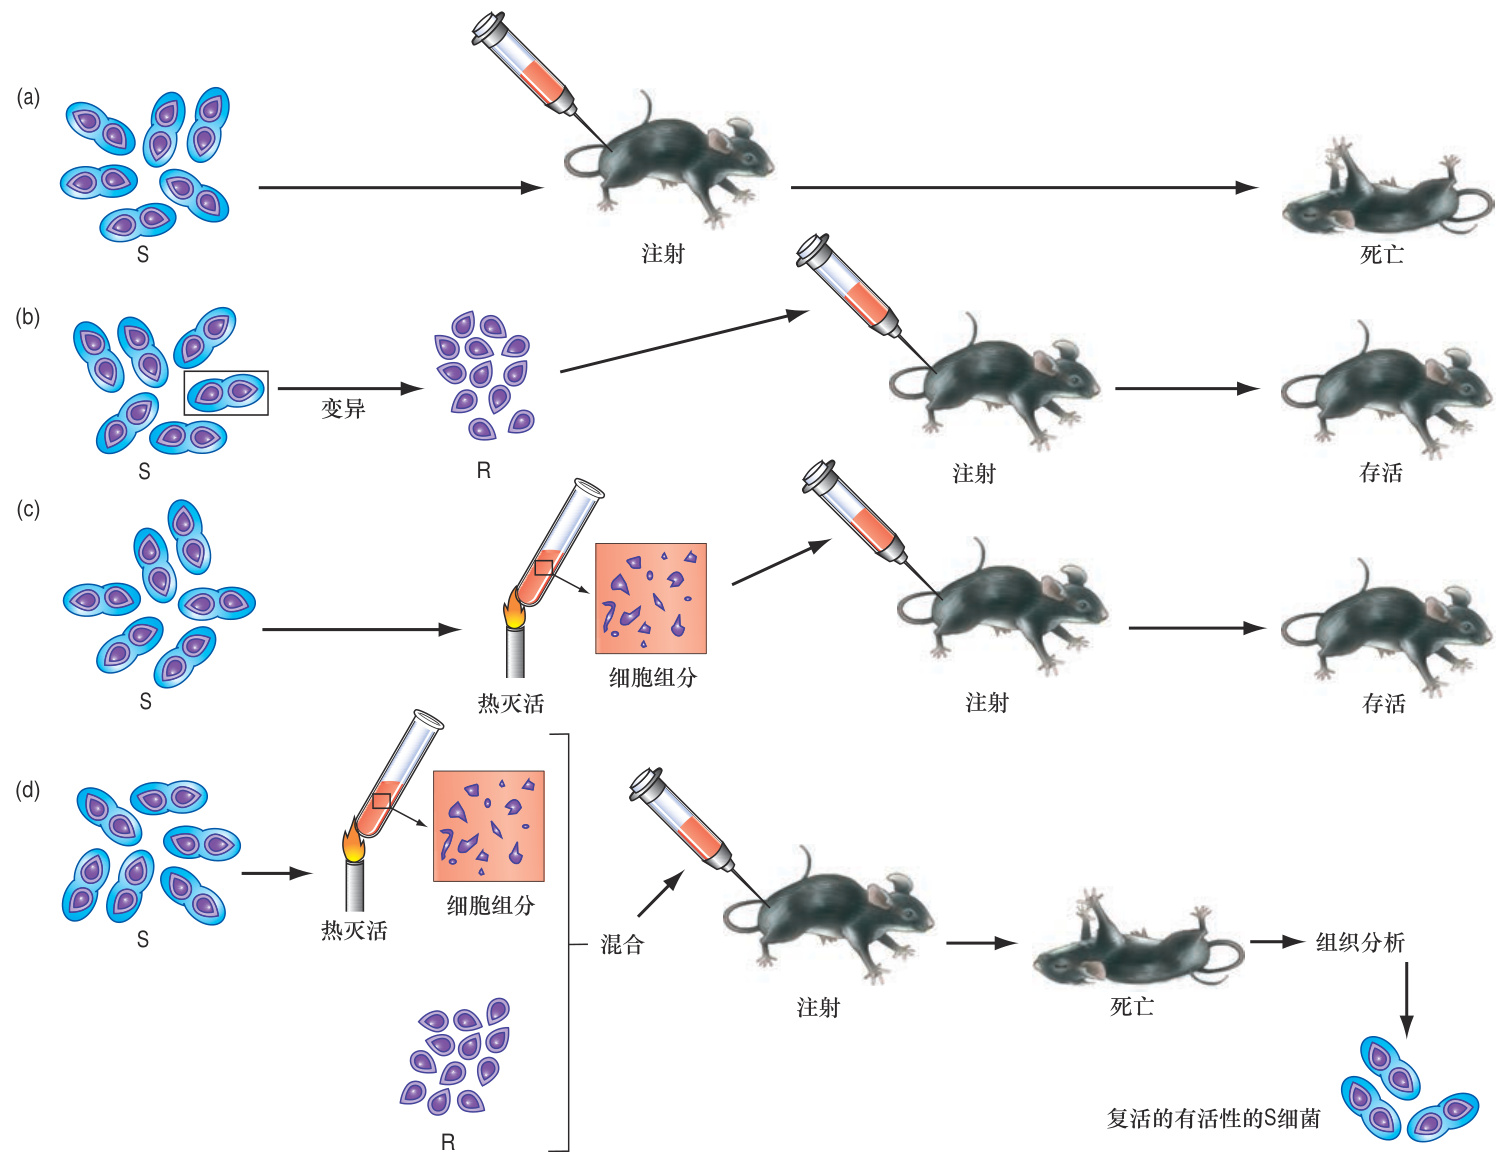 (a)
S
注射
死亡
(b)
S
变异
R
注射
存活
(c)
S
热灭活
细胞组分
注射
存活
(d)
S
热灭活
细胞组分
R
混合
注射
死亡
组织分析
复活的有活性的S细菌